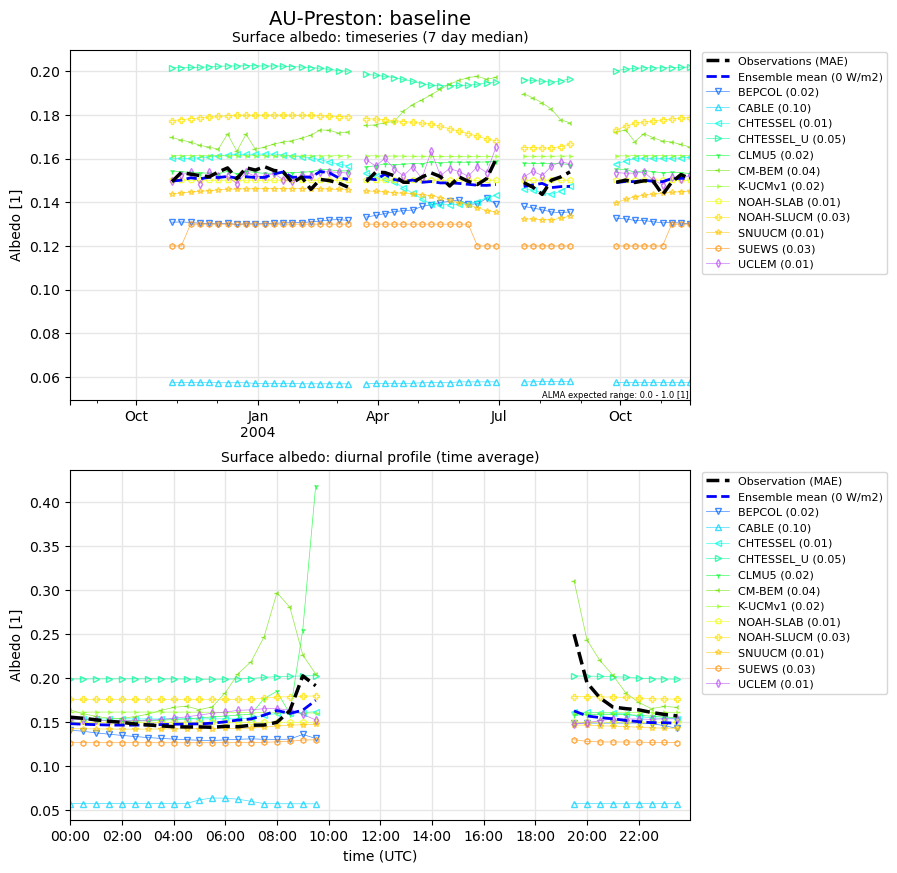 AU-Preston: baseline
Surface albedo: timeseries (7 day median)
Albedo [1]
0.20
0.18
0.16
0.14
0.12
0.10
0.08
0.06
Oct
Jan
2004
Apr
Jul
Oct
ALMA expected range: 0.0 - 1.0 [1]
Observations (MAE)
Ensemble mean (0 W/m2)
BEPCOL (0.02)
CABLE (0.10)
CHTESSEL (0.01)
CHTESSEL_U (0.05)
CLMU5 (0.02)
CM-BEM (0.04)
K-UCMv1 (0.02)
NOAH-SLAB (0.01)
NOAH-SLUCM (0.03)
SNUUCM (0.01)
SUEWS (0.03)
UCLEM (0.01)
Surface albedo: diurnal profile (time average)
Albedo [1]
0.40
0.35
0.30
0.25
0.20
0.15
0.10
0.05
00:00
02:00
04:00
06:00
08:00
10:00
12:00
14:00
16:00
18:00
20:00
22:00
time (UTC)
Observation (MAE)
Ensemble mean (0 W/m2)
BEPCOL (0.02)
CABLE (0.10)
CHTESSEL (0.01)
CHTESSEL_U (0.05)
CLMU5 (0.02)
CM-BEM (0.04)
K-UCMv1 (0.02)
NOAH-SLAB (0.01)
NOAH-SLUCM (0.03)
SNUUCM (0.01)
SUEWS (0.03)
UCLEM (0.01)